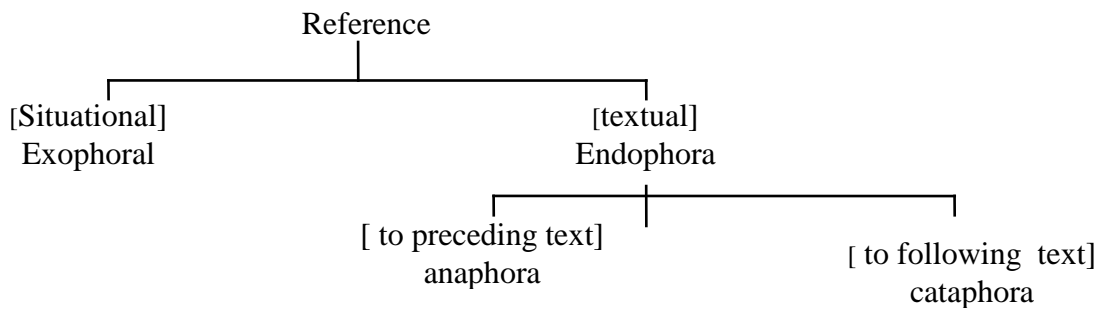 Reference
[Situational]
Exophoral
[textual]
Endophora
[ to preceding text]
anaphora
[ to following text]
cataphora